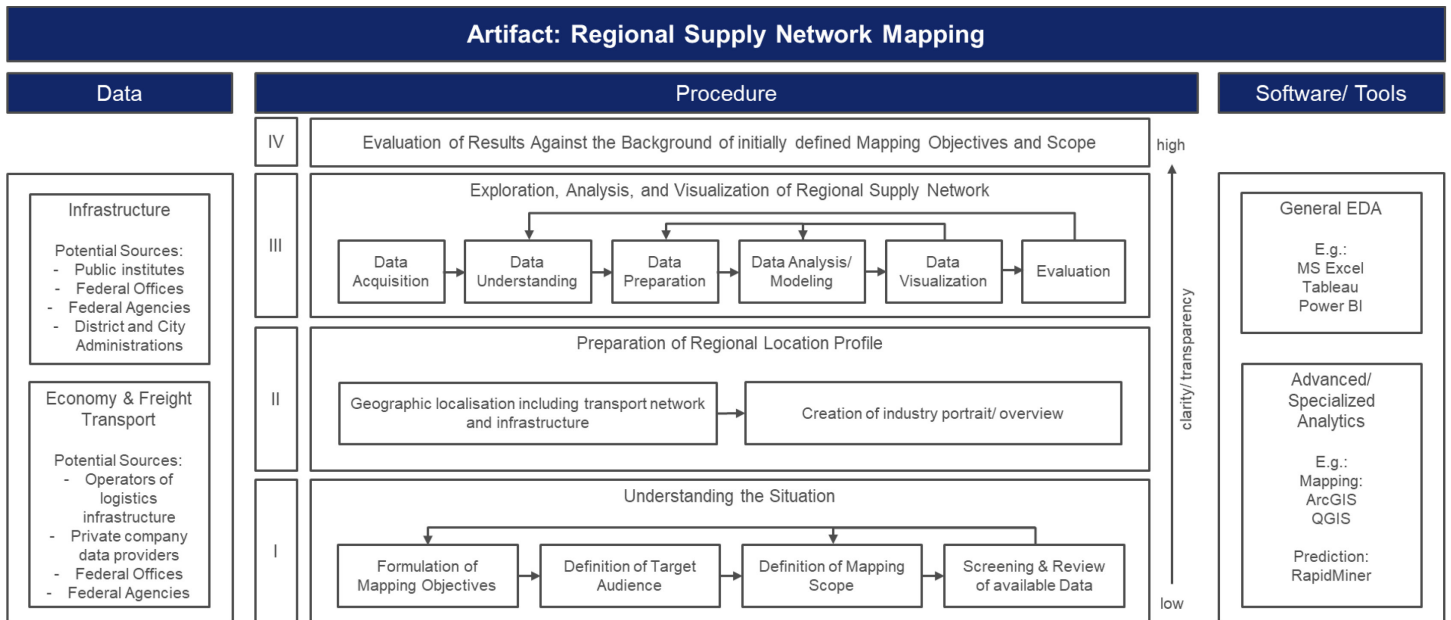 Artifact: Regional Supply Network Mapping
Data
Procedure
Software/ Tools
Infrastructure
Potential Sources:
- Public institutes
- Federal Offices
- Federal Agencies
- District and City
Administrations
Economy & Freight
Transport
Potential Sources:
- Operators of
logistics
infrastructure
- Private company
data providers
- Federal Offices
- Federal Agencies
IV
Evaluation of Results Against the Background of initially defined Mapping Objectives and Scope
III
Exploration, Analysis, and Visualization of Regional Supply Network
Data
Acquisition
Data
Understanding
Data
Preparation
Data Analysis/
Modeling
Data
Visualization
Evaluation
II
Preparation of Regional Location Profile
Geographic localisation including transport network
and infrastructure
Creation of industry portrait/ overview
I
Understanding the Situation
Formulation of
Mapping Objectives
Definition of Target
Audience
Definition of Mapping
Scope
Screening & Review
of available Data
high
clarity/ transparency
low
General EDA
E.g.:
MS Excel
Tableau
Power BI
Advanced/
Specialized
Analytics
E.g.:
Mapping:
ArcGIS
QGIS
Prediction:
RapidMiner